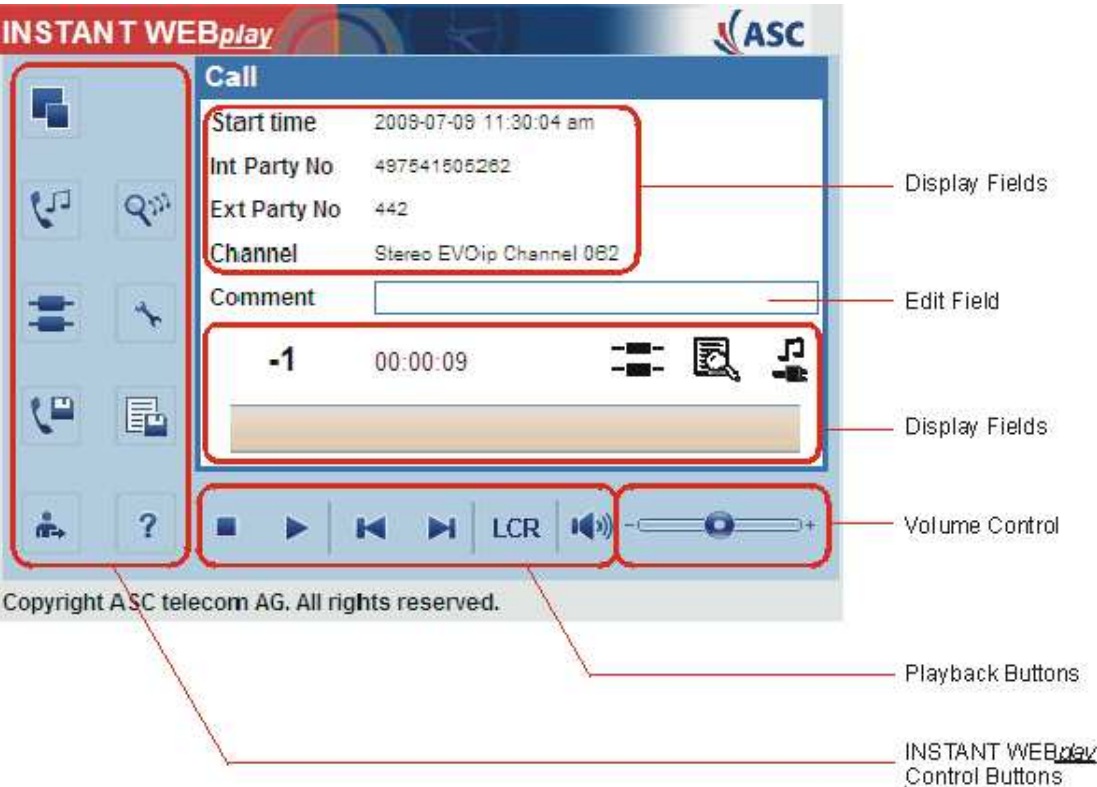 INSTANT WEBplay
ASC
Call
Start time 2009-07-09 11:30:04 am
Int Party No 497541505262
Ext Party No 442
Channel Stereo EVOip Channel 062
Comment
-1 00:00:09
LCR
- +
?
Copyright ASC telecom AG. All rights reserved.
Display Fields
Edit Field
Display Fields
Volume Control
Playback Buttons
INSTANT WEBplay
Control Buttons